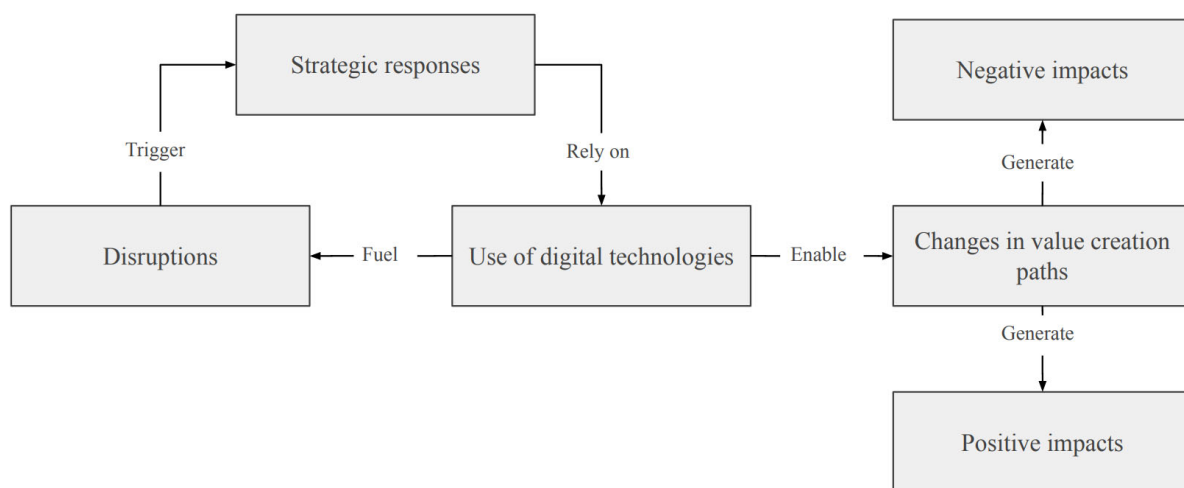 Strategic responses
Negative impacts
Trigger
Rely on
Generate
Disruptions
Fuel
Use of digital technologies
Enable
Changes in value creation
paths
Generate
Positive impacts